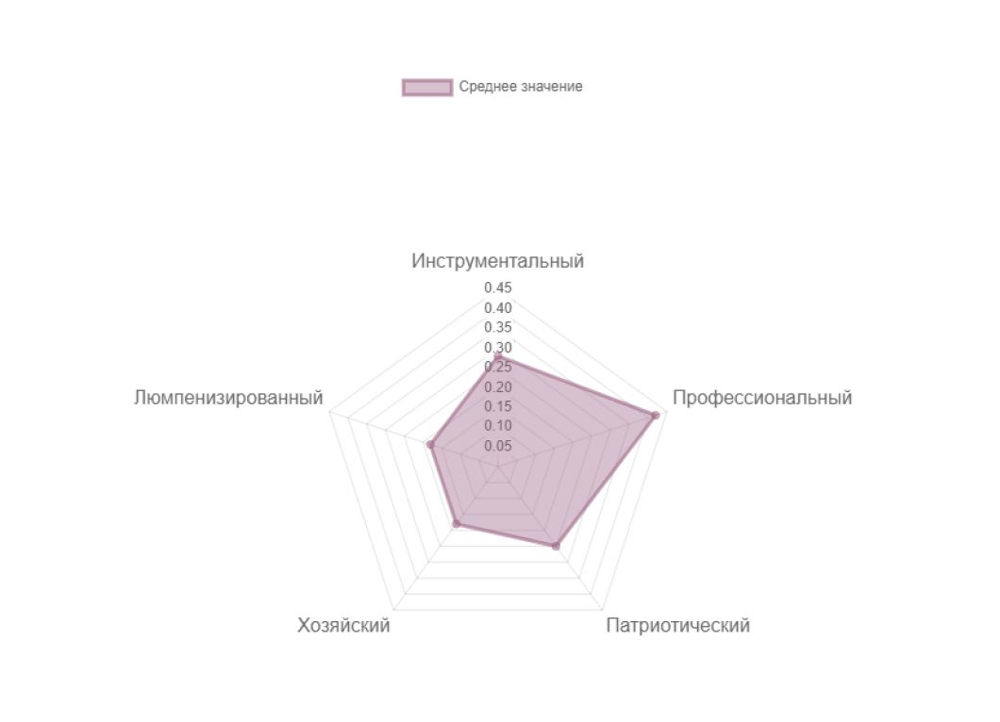 Среднее значение
Инструментальный
0.45
0.40
0.35
0.30
0.25
0.20
0.15
0.10
0.05
Люмпенизированный
Профессиональный
Хозяйский
Патриотический